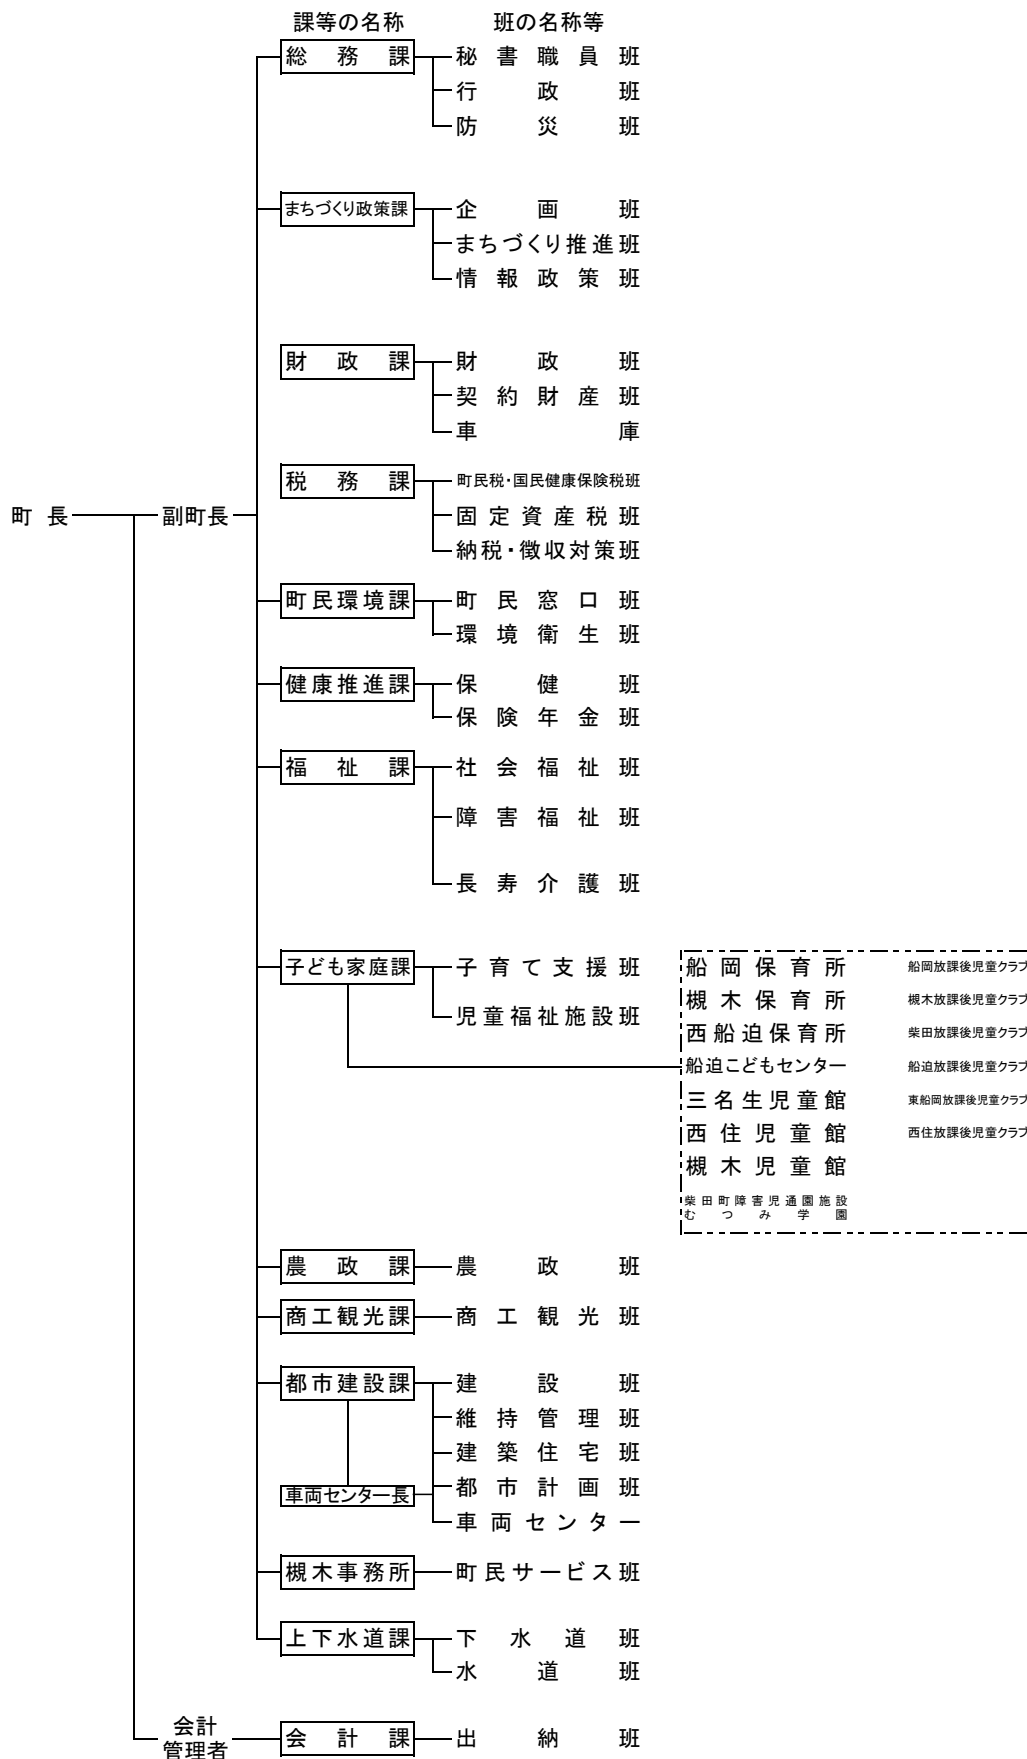 課等の名称 班の名称等
総務課 秘書職員班
行政班
防災班
まちづくり政策課 企画班
まちづくり推進班
情報政策班
財政課 財政班
契約財産班
車庫
税務課 町民税・国民健康保険税班
町長 副町長 固定資産税班
納税・徴収対策班
町民環境課 町民窓口班
環境衛生班
健康推進課 保健班
保険年金班
福祉課 社会福祉班
障害福祉班
長寿介護班
子ども家庭課 子育て支援班 船岡保育所 船岡放課後児童クラブ
槻木保育所 槻木放課後児童クラブ
児童福祉施設班 西船迫保育所 柴田放課後児童クラブ
船迫こどもセンター 船迫放課後児童クラブ
三名生児童館 東船岡放課後児童クラブ
西住児童館 西住放課後児童クラブ
槻木児童館
柴田町障害児通園施設
むつみ学園
農政課 農政班
商工観光課 商工観光班
都市建設課 建設班
維持管理班
建築住宅班
車両センター長 都市計画班
車両センター
槻木事務所 町民サービス班
上下水道課 下水道班
水道班
会計
管理者 会計課 出納班